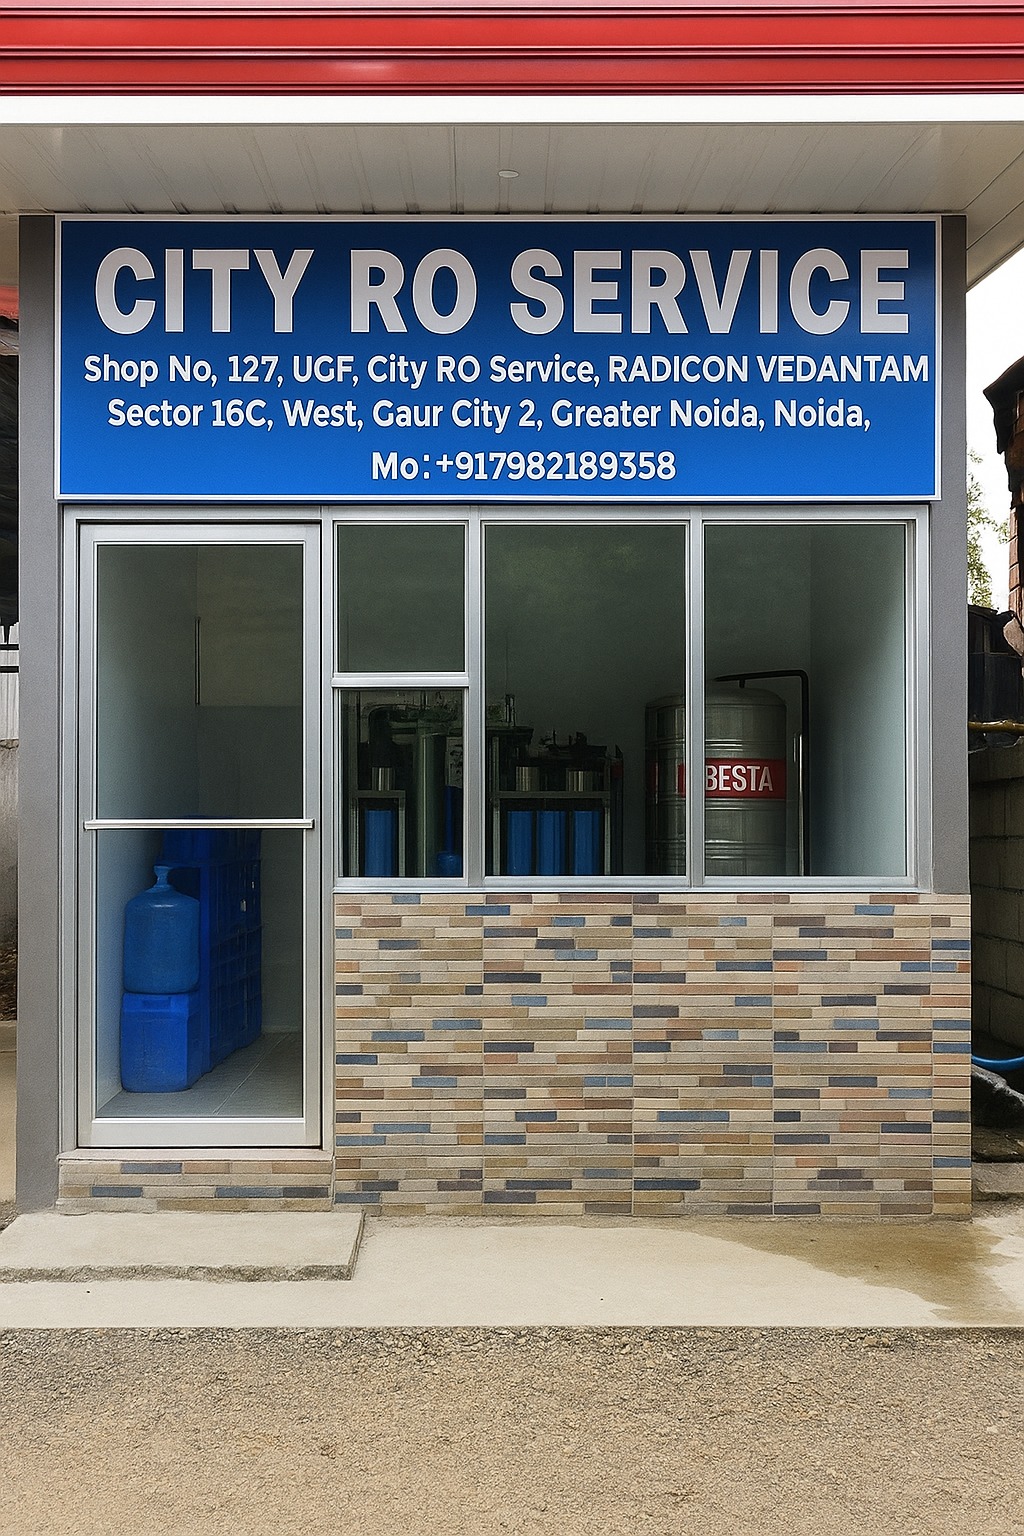 CITY RO SERVICE
Shop No, 127, UGF, City RO Service, RADICON VEDANTAM
Sector 16C, West, Gaur City 2, Greater Noida, Noida,
Mo:+917982189358
BESTA